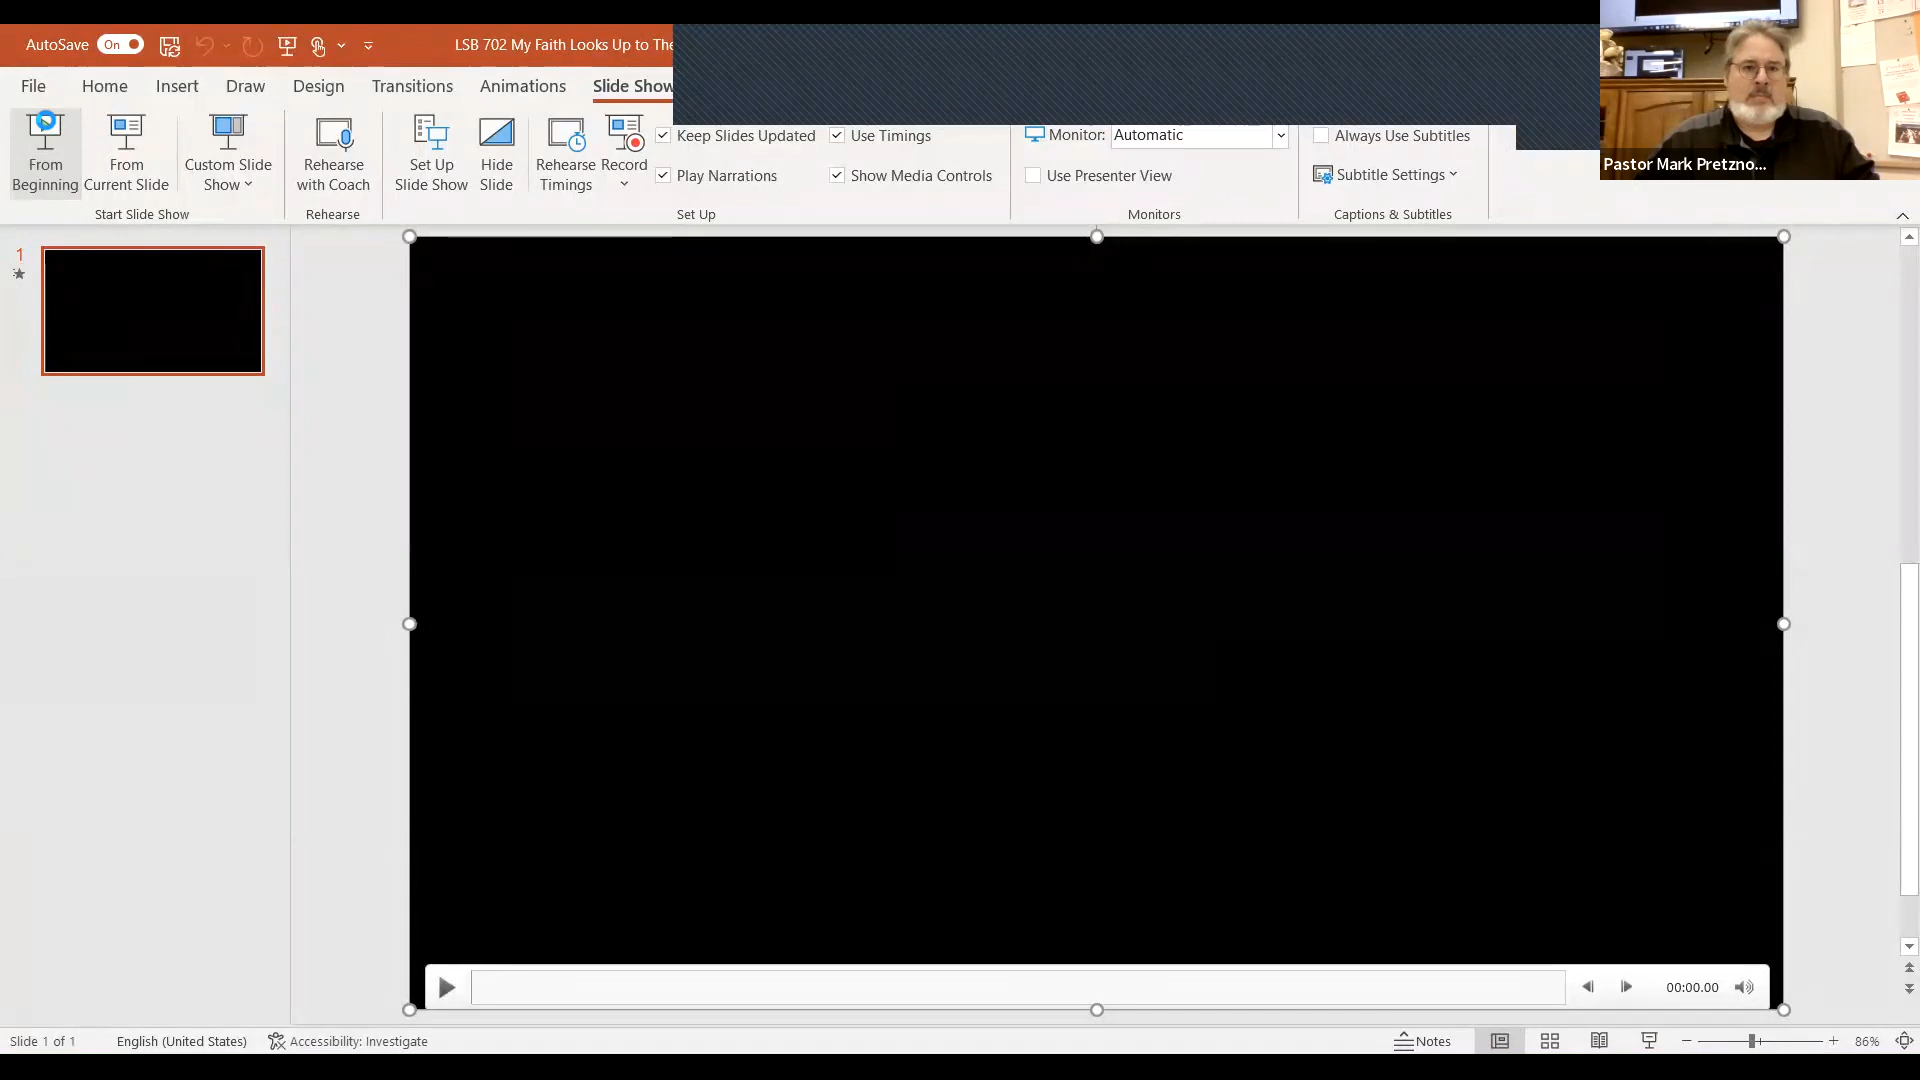 AutoSave On LSB 702 My Faith Looks Up to The
File Home Insert Draw Design Transitions Animations Slide Show
From Beginning
From Current Slide
Custom Slide Show
Rehearse with Coach
Set Up Slide Show
Hide Slide
Rehearse Timings
Record
Keep Slides Updated
Use Timings
Play Narrations
Show Media Controls
Monitor: Automatic
Use Presenter View
Always Use Subtitles
Subtitle Settings
Start Slide Show
Rehearse
Set Up
Monitors
Captions & Subtitles
Pastor Mark Pretzno...
1
00:00.00
Slide 1 of 1 English (United States) Accessibility: Investigate Notes 86%